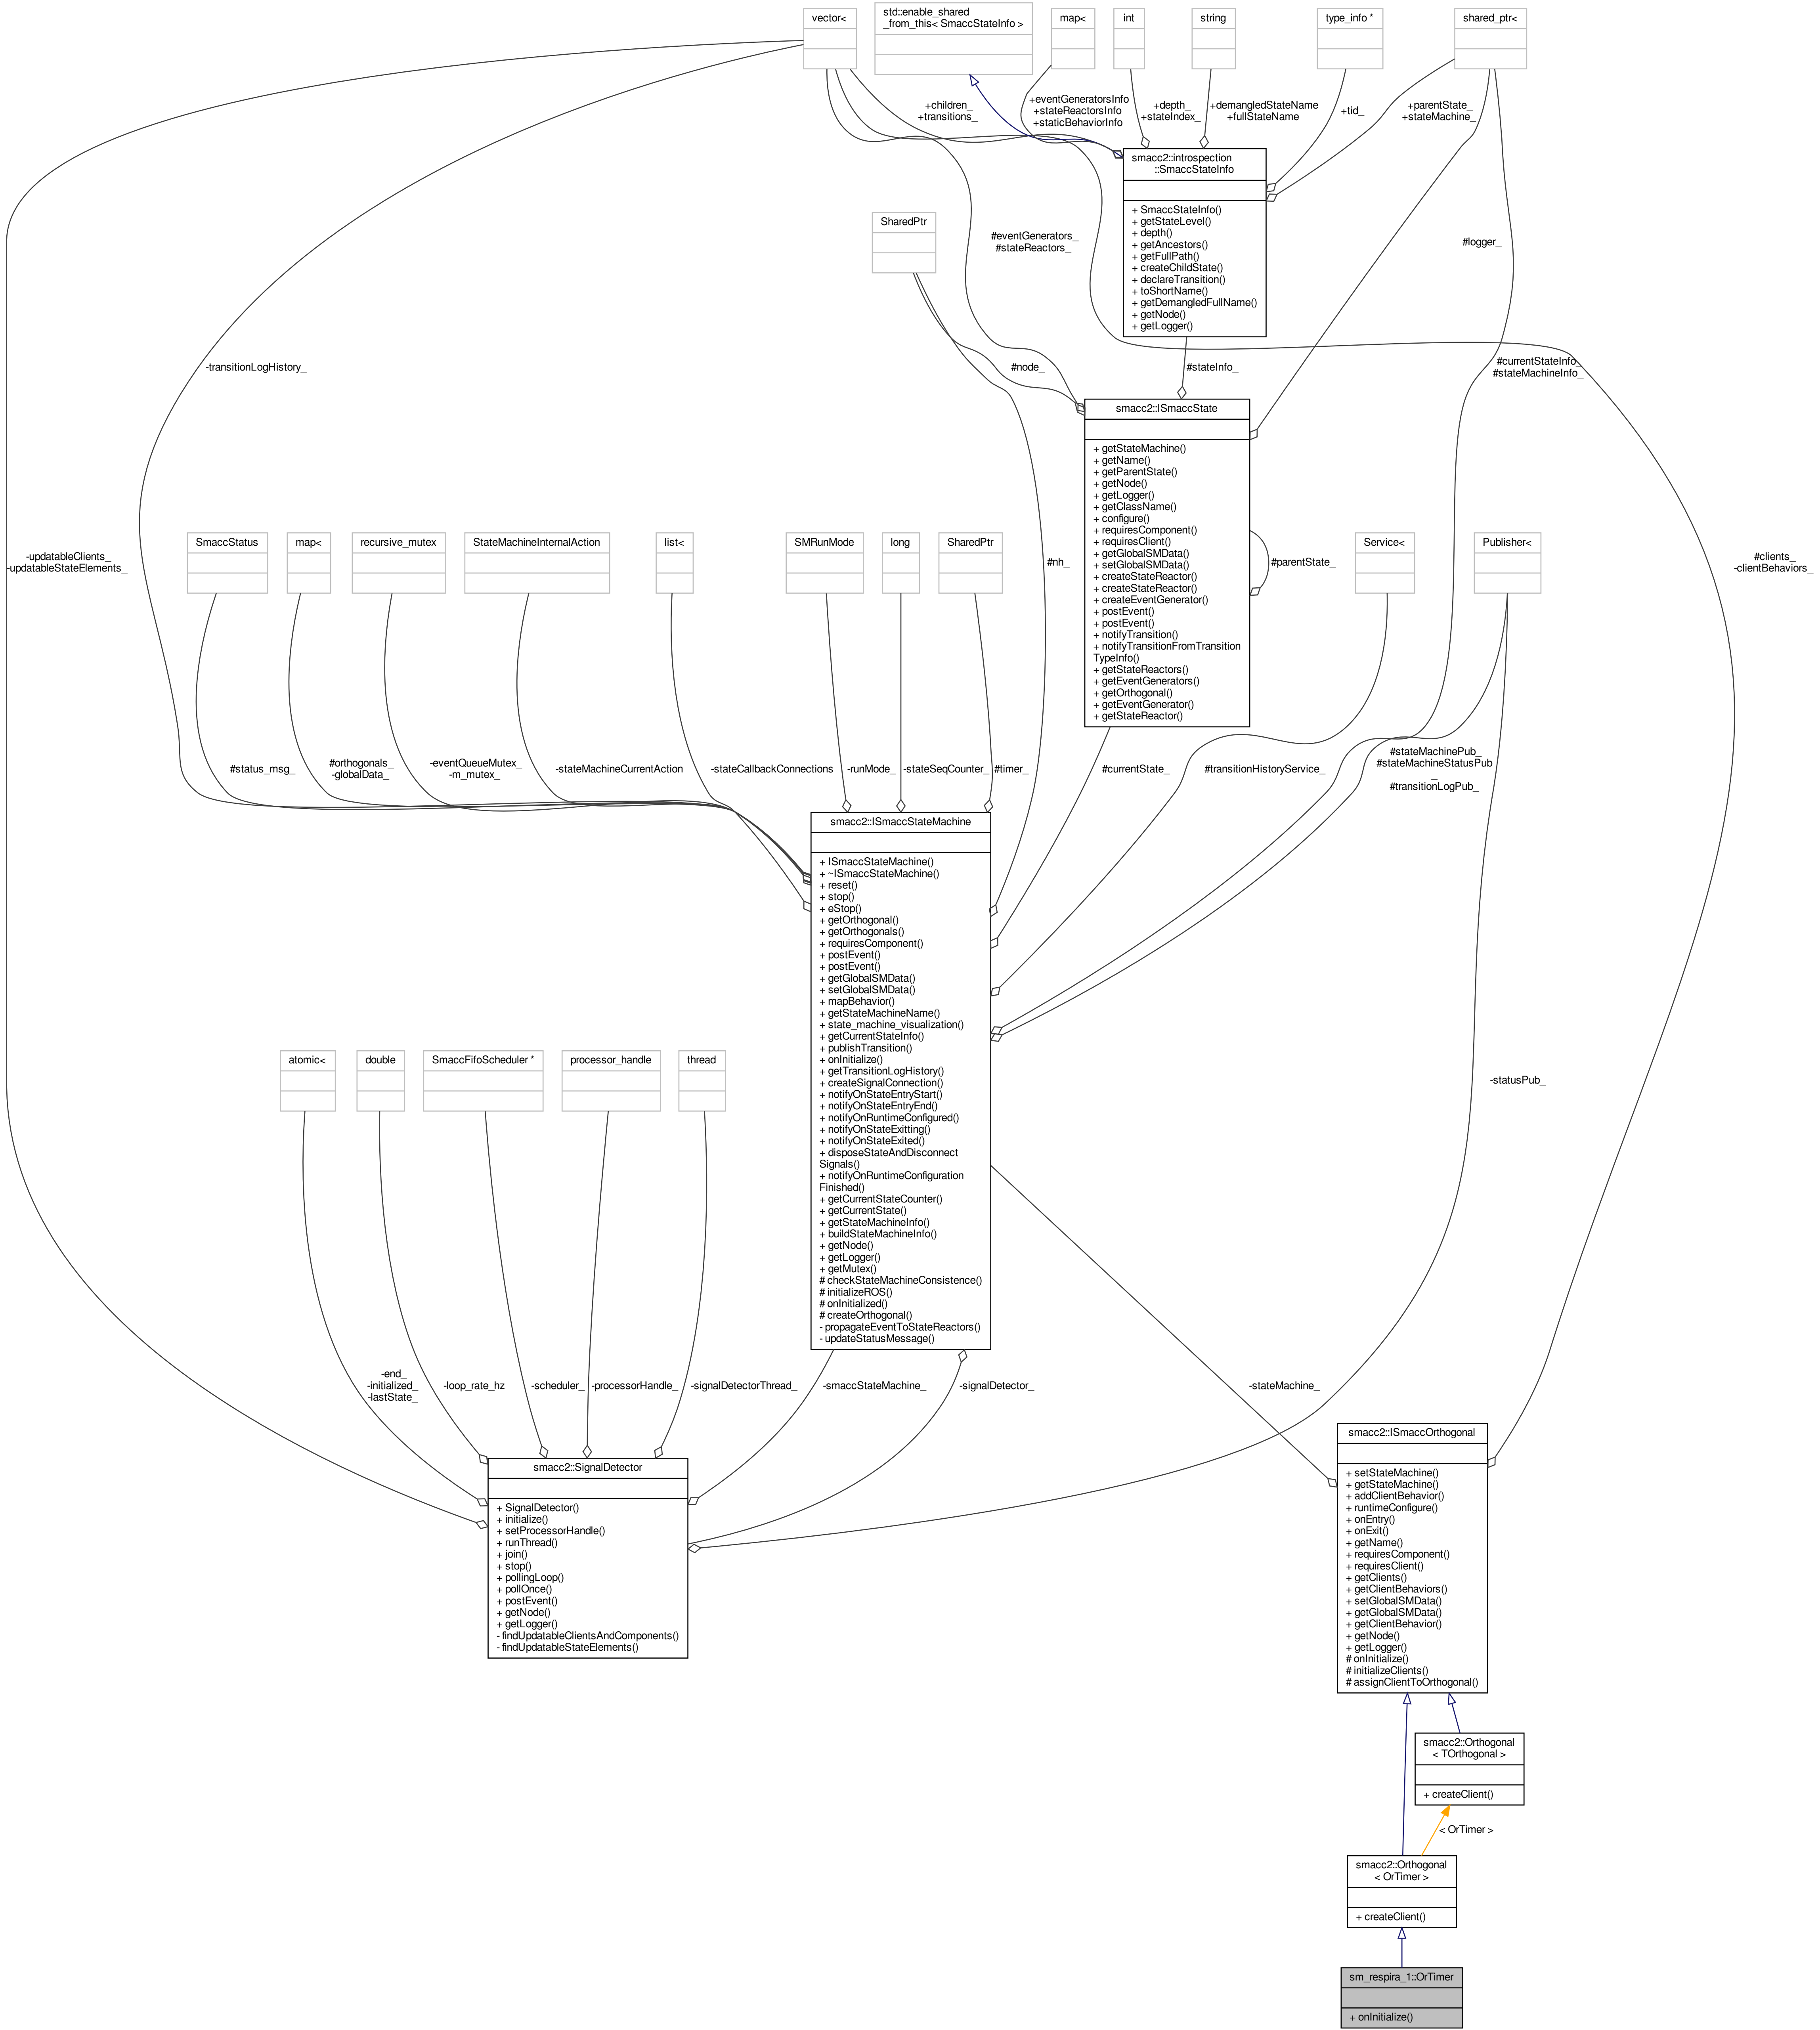 vector<
std::enable_shared
_from_this< SmaccStateInfo >
map<
int
string
type_info *
shared_ptr<
+children_
+transitions_
+eventGeneratorsInfo
+stateReactorsInfo
+staticBehaviorInfo
+depth_
+stateIndex_
+demangledStateName
+fullStateName
+tid_
+parentState_
+stateMachine_
smacc2::introspection
::SmaccStateInfo
+ SmaccStateInfo()
+ getStateLevel()
+ depth()
+ getAncestors()
+ getFullPath()
+ createChildState()
+ declareTransition()
+ toShortName()
+ getDemangledFullName()
+ getNode()
+ getLogger()
SharedPtr
#eventGenerators_
#stateReactors_
#logger_
-transitionLogHistory_
#node_
#stateInfo_
#currentStateInfo_
#stateMachineInfo_
smacc2::ISmaccState
+ getStateMachine()
+ getName()
+ getParentState()
+ getNode()
+ getLogger()
+ getClassName()
+ configure()
+ requiresComponent()
+ requiresClient()
+ getGlobalSMData()
+ setGlobalSMData()
+ createStateReactor()
+ createStateReactor()
+ createEventGenerator()
+ postEvent()
+ postEvent()
+ notifyTransition()
+ notifyTransitionFromTransition
TypeInfo()
+ getStateReactors()
+ getEventGenerators()
+ getOrthogonal()
+ getEventGenerator()
+ getStateReactor()
#parentState_
-updatableClients_
-updatableStateElements_
SmaccStatus
map<
recursive_mutex
StateMachineInternalAction
list<
SMRunMode
long
SharedPtr
#nh_
Service<
Publisher<
#clients_
-clientBehaviors_
#status_msg_
#orthogonals_
-globalData_
-eventQueueMutex_
-m_mutex_
-stateMachineCurrentAction
-stateCallbackConnections
-runMode_
-stateSeqCounter_
#timer_
#currentState_
#transitionHistoryService_
#stateMachinePub_
#stateMachineStatusPub
_
#transitionLogPub_
smacc2::ISmaccStateMachine
+ ISmaccStateMachine()
+ ~ISmaccStateMachine()
+ reset()
+ stop()
+ eStop()
+ getOrthogonal()
+ getOrthogonals()
+ requiresComponent()
+ postEvent()
+ postEvent()
+ getGlobalSMData()
+ setGlobalSMData()
+ mapBehavior()
+ getStateMachineName()
+ state_machine_visualization()
+ getCurrentStateInfo()
+ publishTransition()
+ onInitialize()
+ getTransitionLogHistory()
+ createSignalConnection()
+ notifyOnStateEntryStart()
+ notifyOnStateEntryEnd()
+ notifyOnRuntimeConfigured()
+ notifyOnStateExitting()
+ notifyOnStateExited()
+ disposeStateAndDisconnect
Signals()
+ notifyOnRuntimeConfiguration
Finished()
+ getCurrentStateCounter()
+ getCurrentState()
+ getStateMachineInfo()
+ buildStateMachineInfo()
+ getNode()
+ getLogger()
+ getMutex()
# checkStateMachineConsistence()
# initializeROS()
# onInitialized()
# createOrthogonal()
- propagateEventToStateReactors()
- updateStatusMessage()
atomic<
double
SmaccFifoScheduler *
processor_handle
thread
-statusPub_
-end_
-initialized_
-lastState_
-loop_rate_hz
-scheduler_
-processorHandle_
-signalDetectorThread_
-smaccStateMachine_
-signalDetector_
-stateMachine_
smacc2::SignalDetector
+ SignalDetector()
+ initialize()
+ setProcessorHandle()
+ runThread()
+ join()
+ stop()
+ pollingLoop()
+ pollOnce()
+ postEvent()
+ getNode()
+ getLogger()
- findUpdatableClientsAndComponents()
- findUpdatableStateElements()
smacc2::ISmaccOrthogonal
+ setStateMachine()
+ getStateMachine()
+ addClientBehavior()
+ runtimeConfigure()
+ onEntry()
+ onExit()
+ getName()
+ requiresComponent()
+ requiresClient()
+ getClients()
+ getClientBehaviors()
+ setGlobalSMData()
+ getGlobalSMData()
+ getClientBehavior()
+ getNode()
+ getLogger()
# onInitialize()
# initializeClients()
# assignClientToOrthogonal()
smacc2::Orthogonal
< TOrthogonal >
+ createClient()
< OrTimer >
smacc2::Orthogonal
< OrTimer >
+ createClient()
sm_respira_1::OrTimer
+ onInitialize()